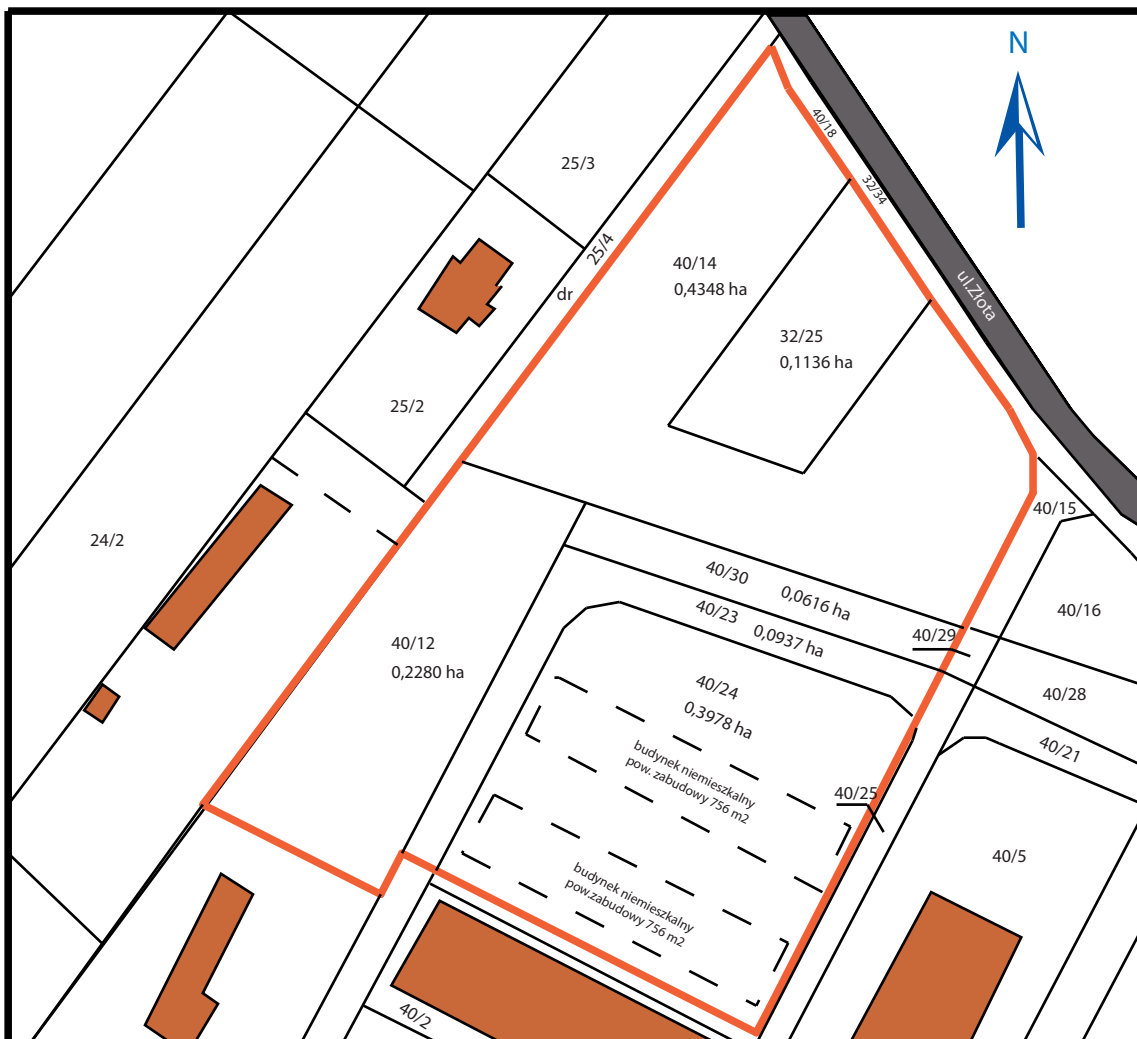 N
40/18
25/3
32/34
25/4
40/14
0,4348 ha
dr
ul.Złota
32/25
0,1136 ha
25/2
40/15
24/2
40/30 0,0616 ha
40/16
40/23 0,0937 ha
40/29
40/12
0,2280 ha
40/24
0,3978 ha
40/28
40/21
budynek niemieszkalny
pow. zabudowy 756 m2
40/25
40/5
budynek niemieszkalny
pow.zabudowy 756 m2
40/2